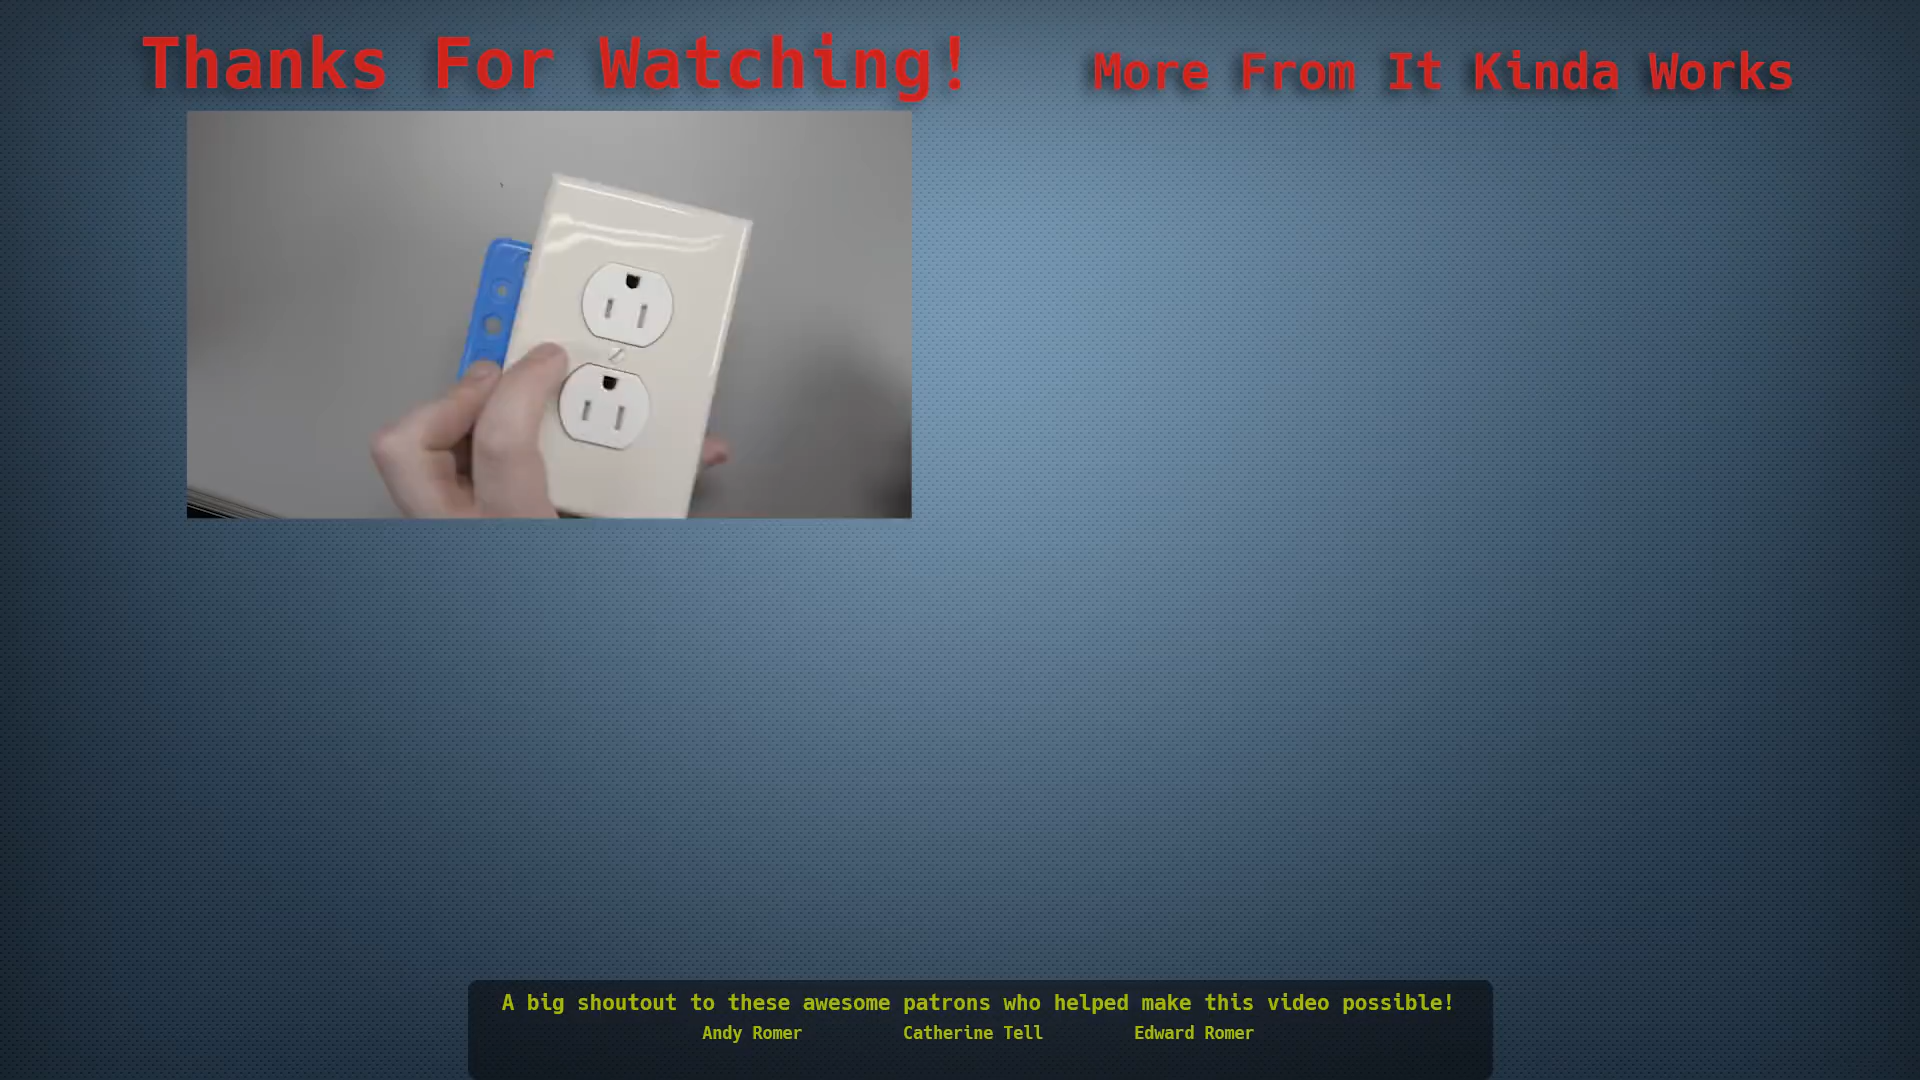 Thanks For Watching!
More From It Kinda Works
A big shoutout to these awesome patrons who helped make this video possible!
Andy Romer Catherine Tell Edward Romer